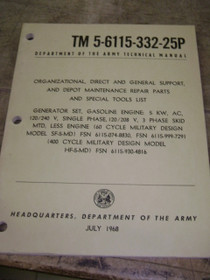 TM 5-6115-332-25P
DEPARTMENT OF THE ARMY TECHNICAL MANUAL
ORGANIZATIONAL, DIRECT AND GENERAL SUPPORT,
AND DEPOT MAINTENANCE REPAIR PARTS
AND SPECIAL TOOLS LIST
GENERATOR SET, GASOLINE ENGINE; 5 KW, AC,
120/240 V, SINGLE PHASE, 120/208 V, 3 PHASE SKID
MTD, LESS ENGINE (60 CYCLE MILITARY DESIGN
MODEL SF-5-MD) FSN 6115-074-8830, FSN 6115-999-7291
(400 CYCLE MILITARY DESIGN MODEL
HF-5-MD) FSN 6115-930-4816
HEADQUARTERS, DEPARTMENT OF THE ARMY
JULY 1968